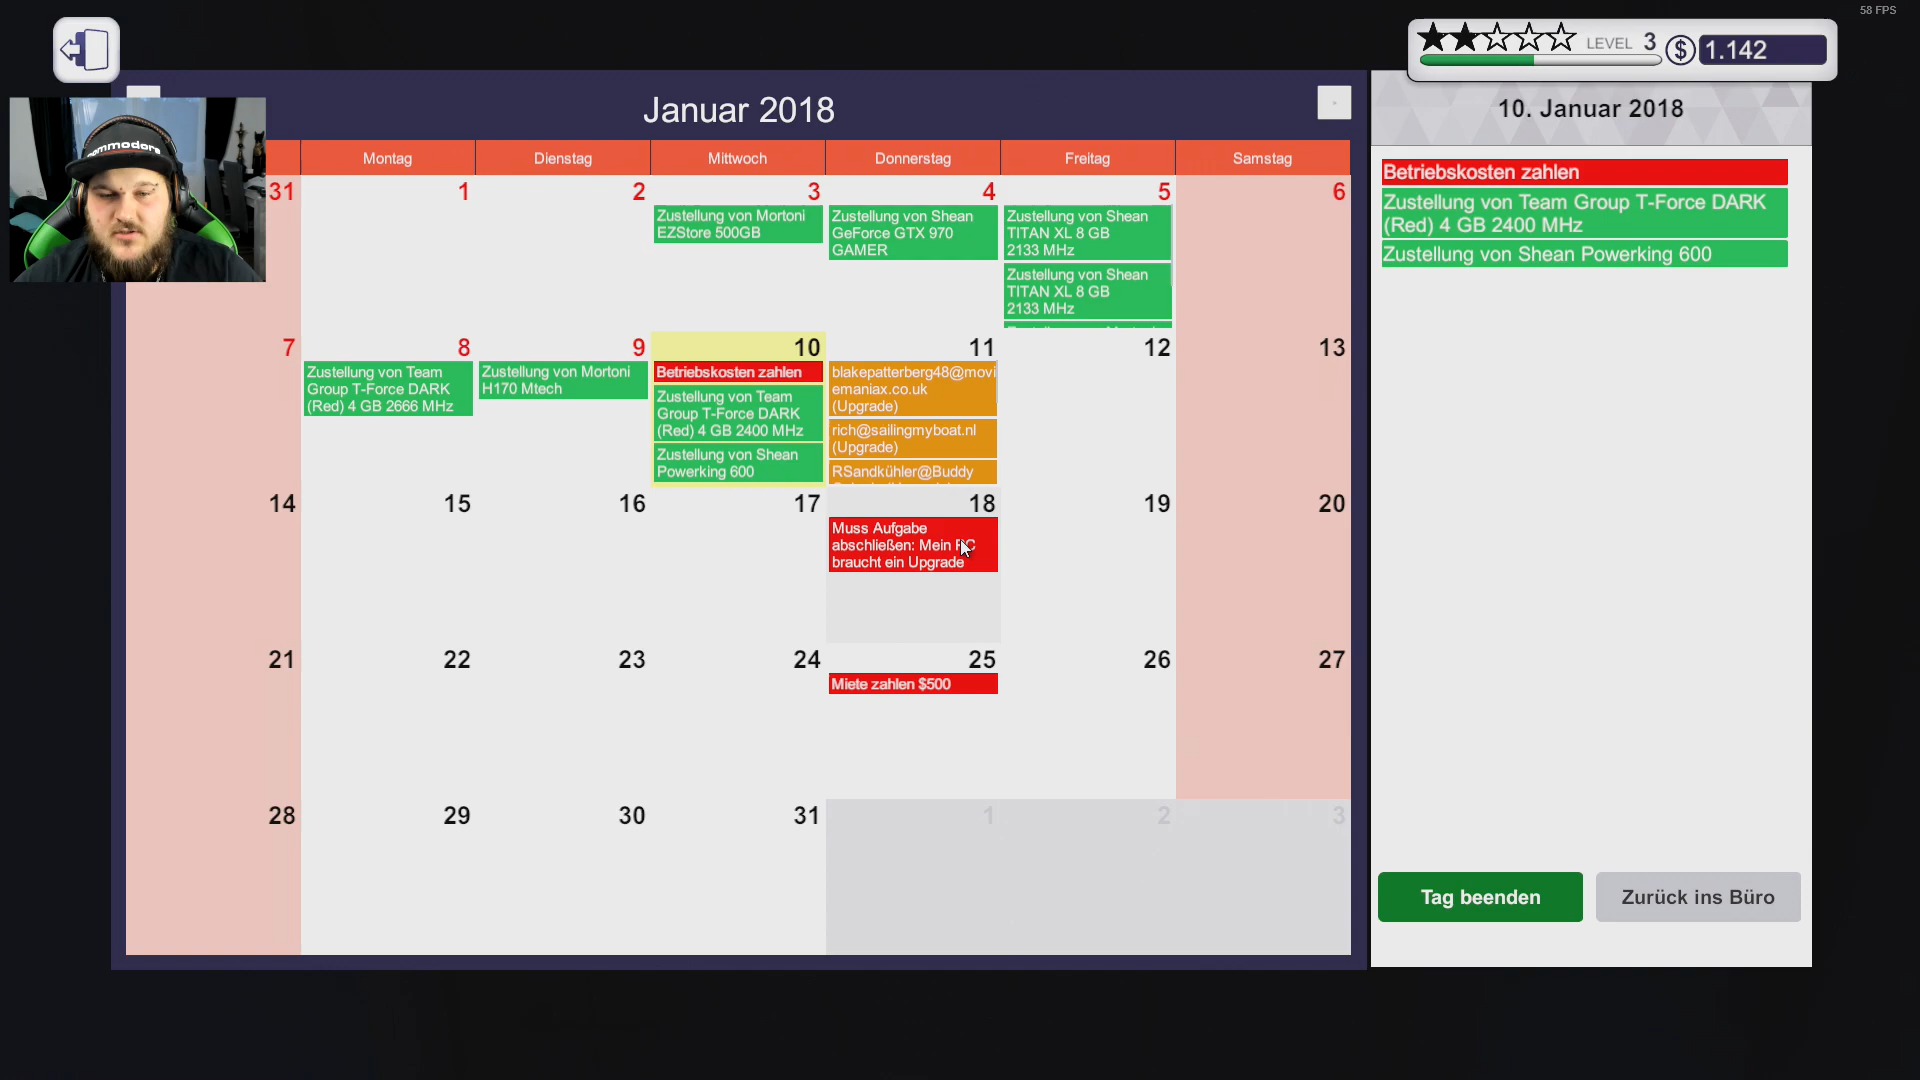 58 FPS
LEVEL 3
$ 1.142
Januar 2018
Montag
Dienstag
Mittwoch
Donnerstag
Freitag
Samstag
31
1
2
3
Zustellung von Mortoni
EZStore 500GB
4
Zustellung von Shean
GeForce GTX 970
GAMER
5
Zustellung von Shean
TITAN XL 8 GB
2133 MHz
Zustellung von Shean
TITAN XL 8 GB
2133 MHz
6
7
8
Zustellung von Team
Group T-Force DARK
(Red) 4 GB 2666 MHz
9
Zustellung von Mortoni
H170 Mtech
10
Betriebskosten zahlen
Zustellung von Team
Group T-Force DARK
(Red) 4 GB 2400 MHz
Zustellung von Shean
Powerking 600
11
blakepatterberg48@movi
emaniax.co.uk
(Upgrade)
rich@sailingmyboat.nl
(Upgrade)
RSandkühler@Buddy
12
13
14
15
16
17
18
Muss Aufgabe
abschließen: Mein PC
braucht ein Upgrade
19
20
21
22
23
24
25
Miete zahlen $500
26
27
28
29
30
31
1
2
3
10. Januar 2018
Betriebskosten zahlen
Zustellung von Team Group T-Force DARK
(Red) 4 GB 2400 MHz
Zustellung von Shean Powerking 600
Tag beenden
Zurück ins Büro
commodore